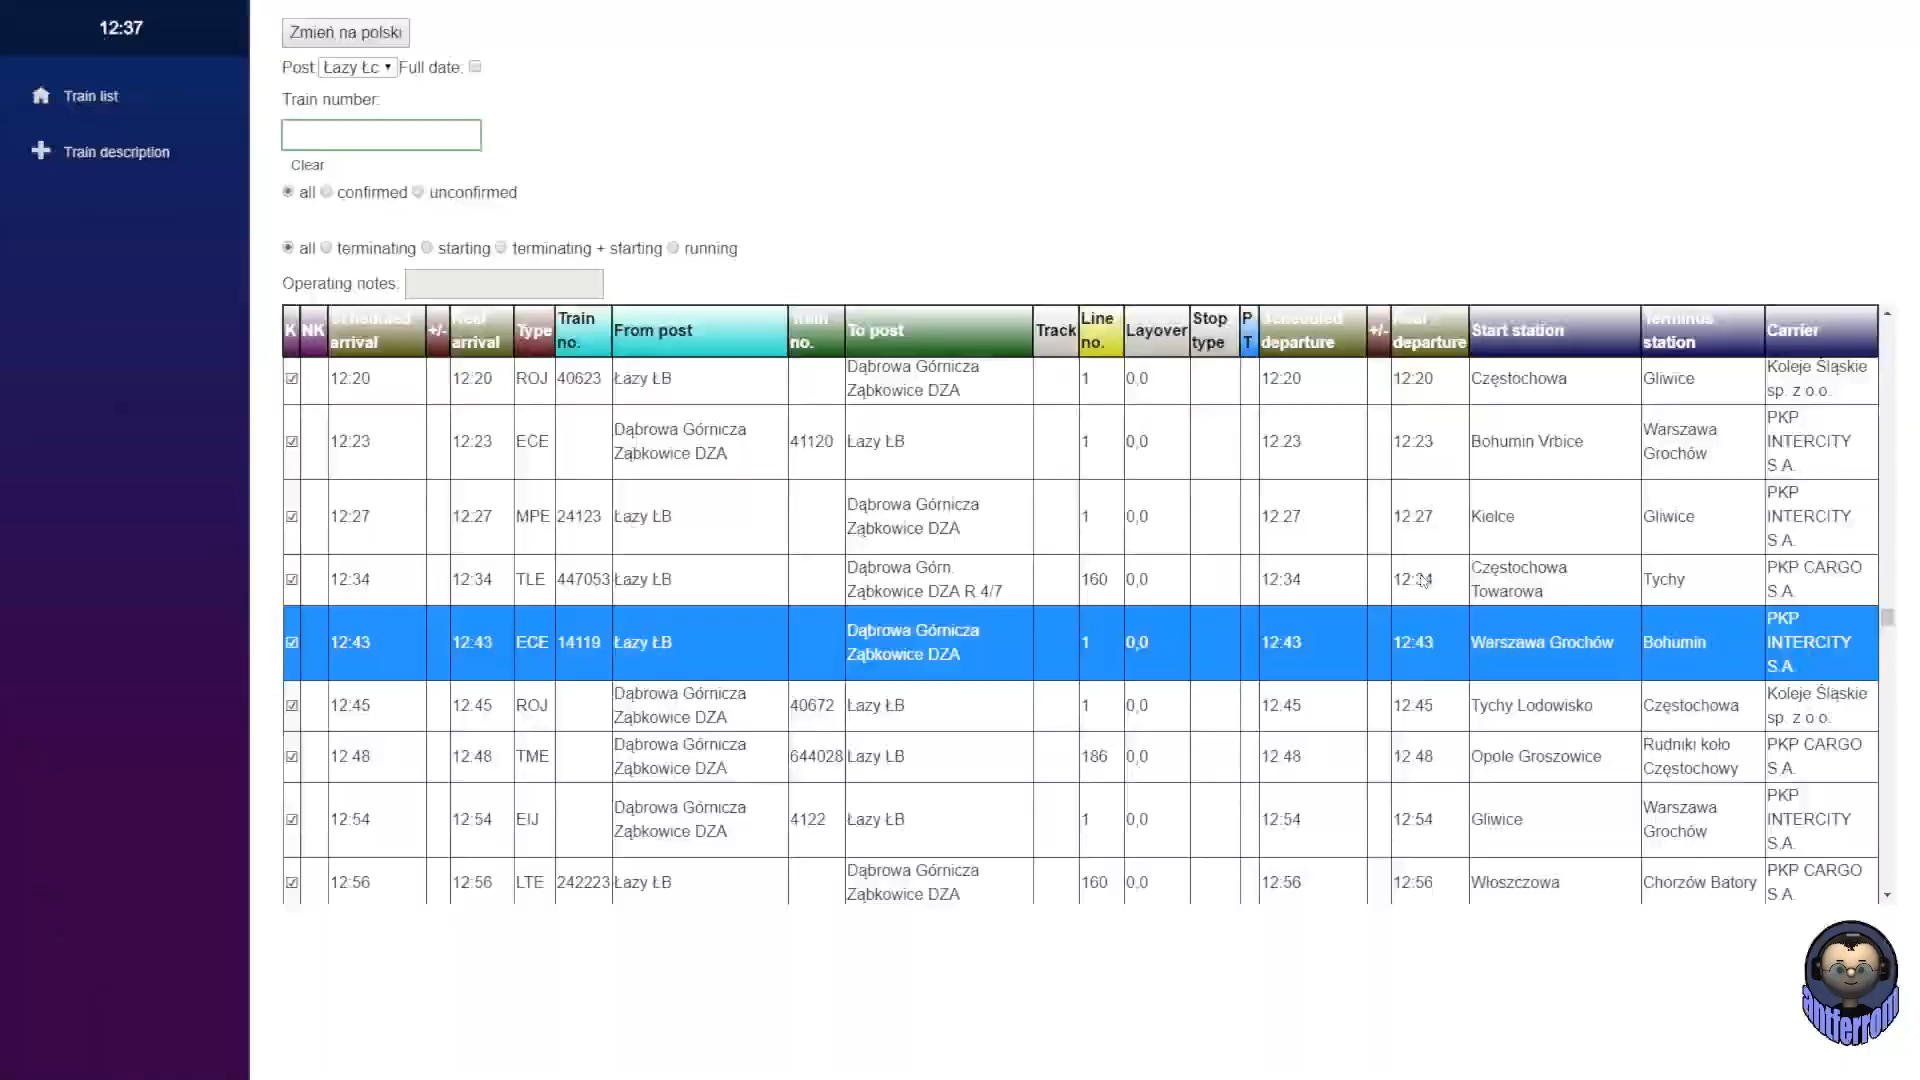 12:37
Train list
Train description
Zmień na polski
Post Łazy Łc Full date:
Train number:
Clear
all confirmed unconfirmed
all terminating starting terminating + starting running
Operating notes:
K NK Scheduled arrival +/- Real arrival Type Train no. From post Train no. To post Track Line no. Layover Stop type P T Scheduled departure +/- Real departure Start station Terminus station Carrier
12:20 12:20 ROJ 40623 Łazy ŁB Dąbrowa Górnicza Ząbkowice DZA 1 0,0 12:20 12:20 Częstochowa Gliwice Koleje Śląskie sp. z o.o.
12:23 12:23 ECE Dąbrowa Górnicza Ząbkowice DZA 41120 Łazy ŁB 1 0,0 12:23 12:23 Bohumin Vrbice Warszawa Grochów PKP INTERCITY S.A.
12:27 12:27 MPE 24123 Łazy ŁB Dąbrowa Górnicza Ząbkowice DZA 1 0,0 12:27 12:27 Kielce Gliwice PKP INTERCITY S.A.
12:34 12:34 TLE 447053 Łazy ŁB Dąbrowa Górn. Ząbkowice DZA R 4/7 160 0,0 12:34 12:34 Częstochowa Towarowa Tychy PKP CARGO S.A.
12:43 12:43 ECE 14119 Łazy ŁB Dąbrowa Górnicza Ząbkowice DZA 1 0,0 12:43 12:43 Warszawa Grochów Bohumin PKP INTERCITY S.A.
12:45 12:45 ROJ Dąbrowa Górnicza Ząbkowice DZA 40672 Łazy ŁB 1 0,0 12:45 12:45 Tychy Lodowisko Częstochowa Koleje Śląskie sp. z o.o.
12:48 12:48 TME Dąbrowa Górnicza Ząbkowice DZA 644028 Łazy ŁB 186 0,0 12:48 12:48 Opole Groszowice Rudniki koło Częstochowy PKP CARGO S.A.
12:54 12:54 EIJ Dąbrowa Górnicza Ząbkowice DZA 4122 Łazy ŁB 1 0,0 12:54 12:54 Gliwice Warszawa Grochów PKP INTERCITY S.A.
12:56 12:56 LTE 242223 Łazy ŁB Dąbrowa Górnicza Ząbkowice DZA 160 0,0 12:56 12:56 Włoszczowa Chorzów Batory PKP CARGO S.A.